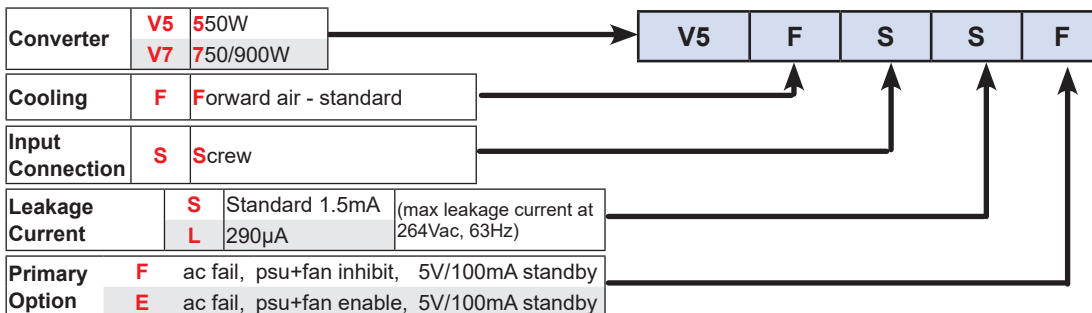 Converter V5 550W
V7 750/900W
V5 F S S F
Cooling F Forward air - standard
Input Connection S Screw
Leakage Current S Standard 1.5mA (max leakage current at
L 290µA 264Vac, 63Hz)
Primary Option F ac fail, psu+fan inhibit, 5V/100mA standby
E ac fail, psu+fan enable, 5V/100mA standby